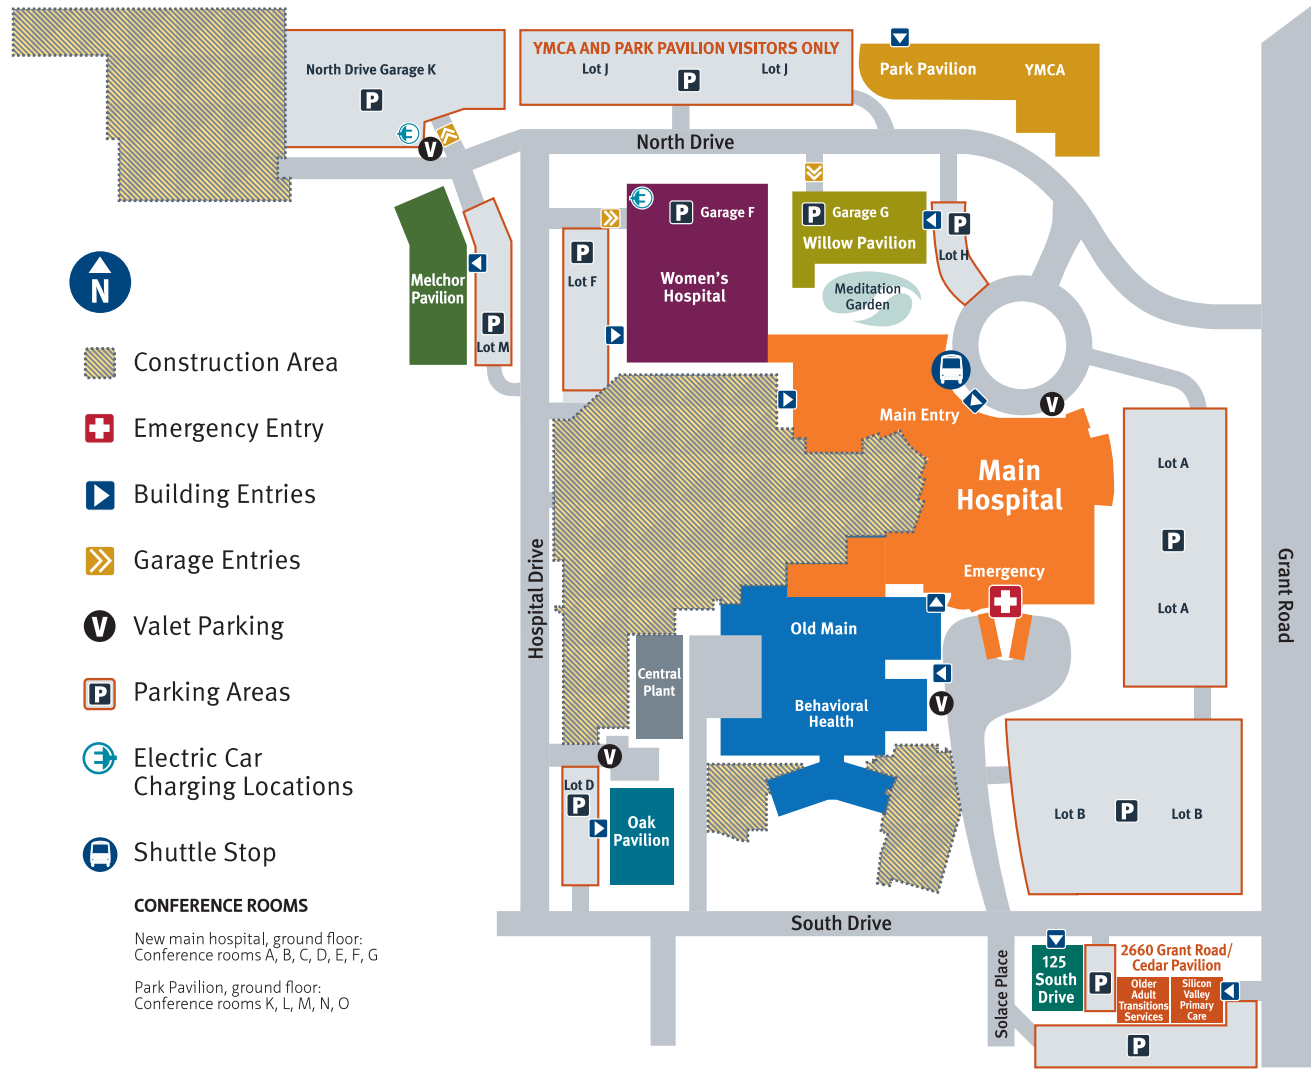 YMCA AND PARK PAVILION VISITORS ONLY
North Drive Garage K
Lot J
Lot J
P
P
Park Pavilion
YMCA
V
North Drive
P
Garage F
P
Garage G
Willow Pavilion
P
Lot H
P
Lot F
Women's
Hospital
Melchor
Pavilion
P
Lot M
Meditation
Garden
N
Construction Area
Emergency Entry
Building Entries
Garage Entries
V
Valet Parking
P
Parking Areas
Electric Car
Charging Locations
Shuttle Stop
CONFERENCE ROOMS
New main hospital, ground floor:
Conference rooms A, B, C, D, E, F, G
Park Pavilion, ground floor:
Conference rooms K, L, M, N, O
V
Main Entry
Main
Hospital
Emergency
Lot A
P
Lot A
Grant Road
Hospital Drive
Old Main
Central
Plant
Behavioral
Health
V
V
Lot D
P
Oak
Pavilion
Lot B
P
Lot B
South Drive
Solace Place
125
South
Drive
P
2660 Grant Road/
Cedar Pavilion
Older
Adult
Transitions
Services
Silicon
Valley
Primary
Care
P